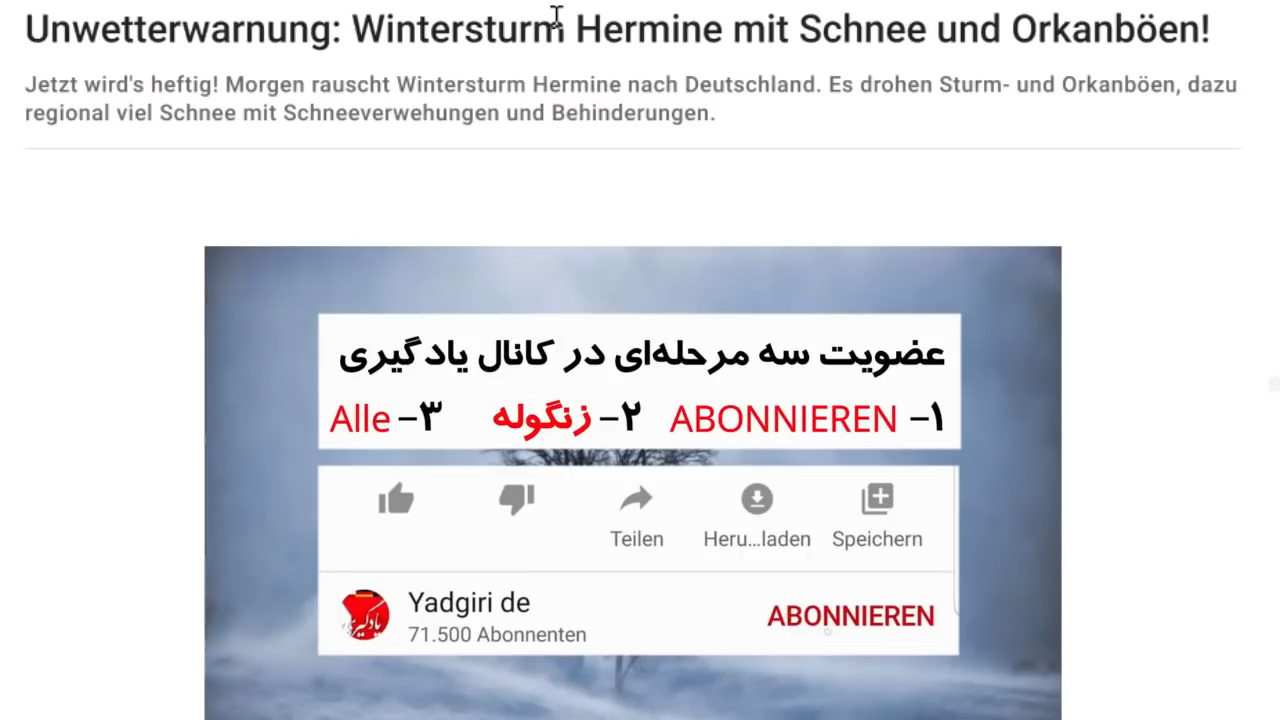 Unwetterwarnung: Wintersturm Hermine mit Schnee und Orkanböen!
Jetzt wird's heftig! Morgen rauscht Wintersturm Hermine nach Deutschland. Es drohen Sturm- und Orkanböen, dazu
regional viel Schnee mit Schneeverwehungen und Behinderungen.
عضویت سه مرحله‌ای در کانال یادگیری
۱- ABONNIEREN ۲- زنگوله ۳- Alle
Teilen Heru...laden Speichern
یادگیری
Yadgiri de
71.500 Abonnenten
ABONNIEREN